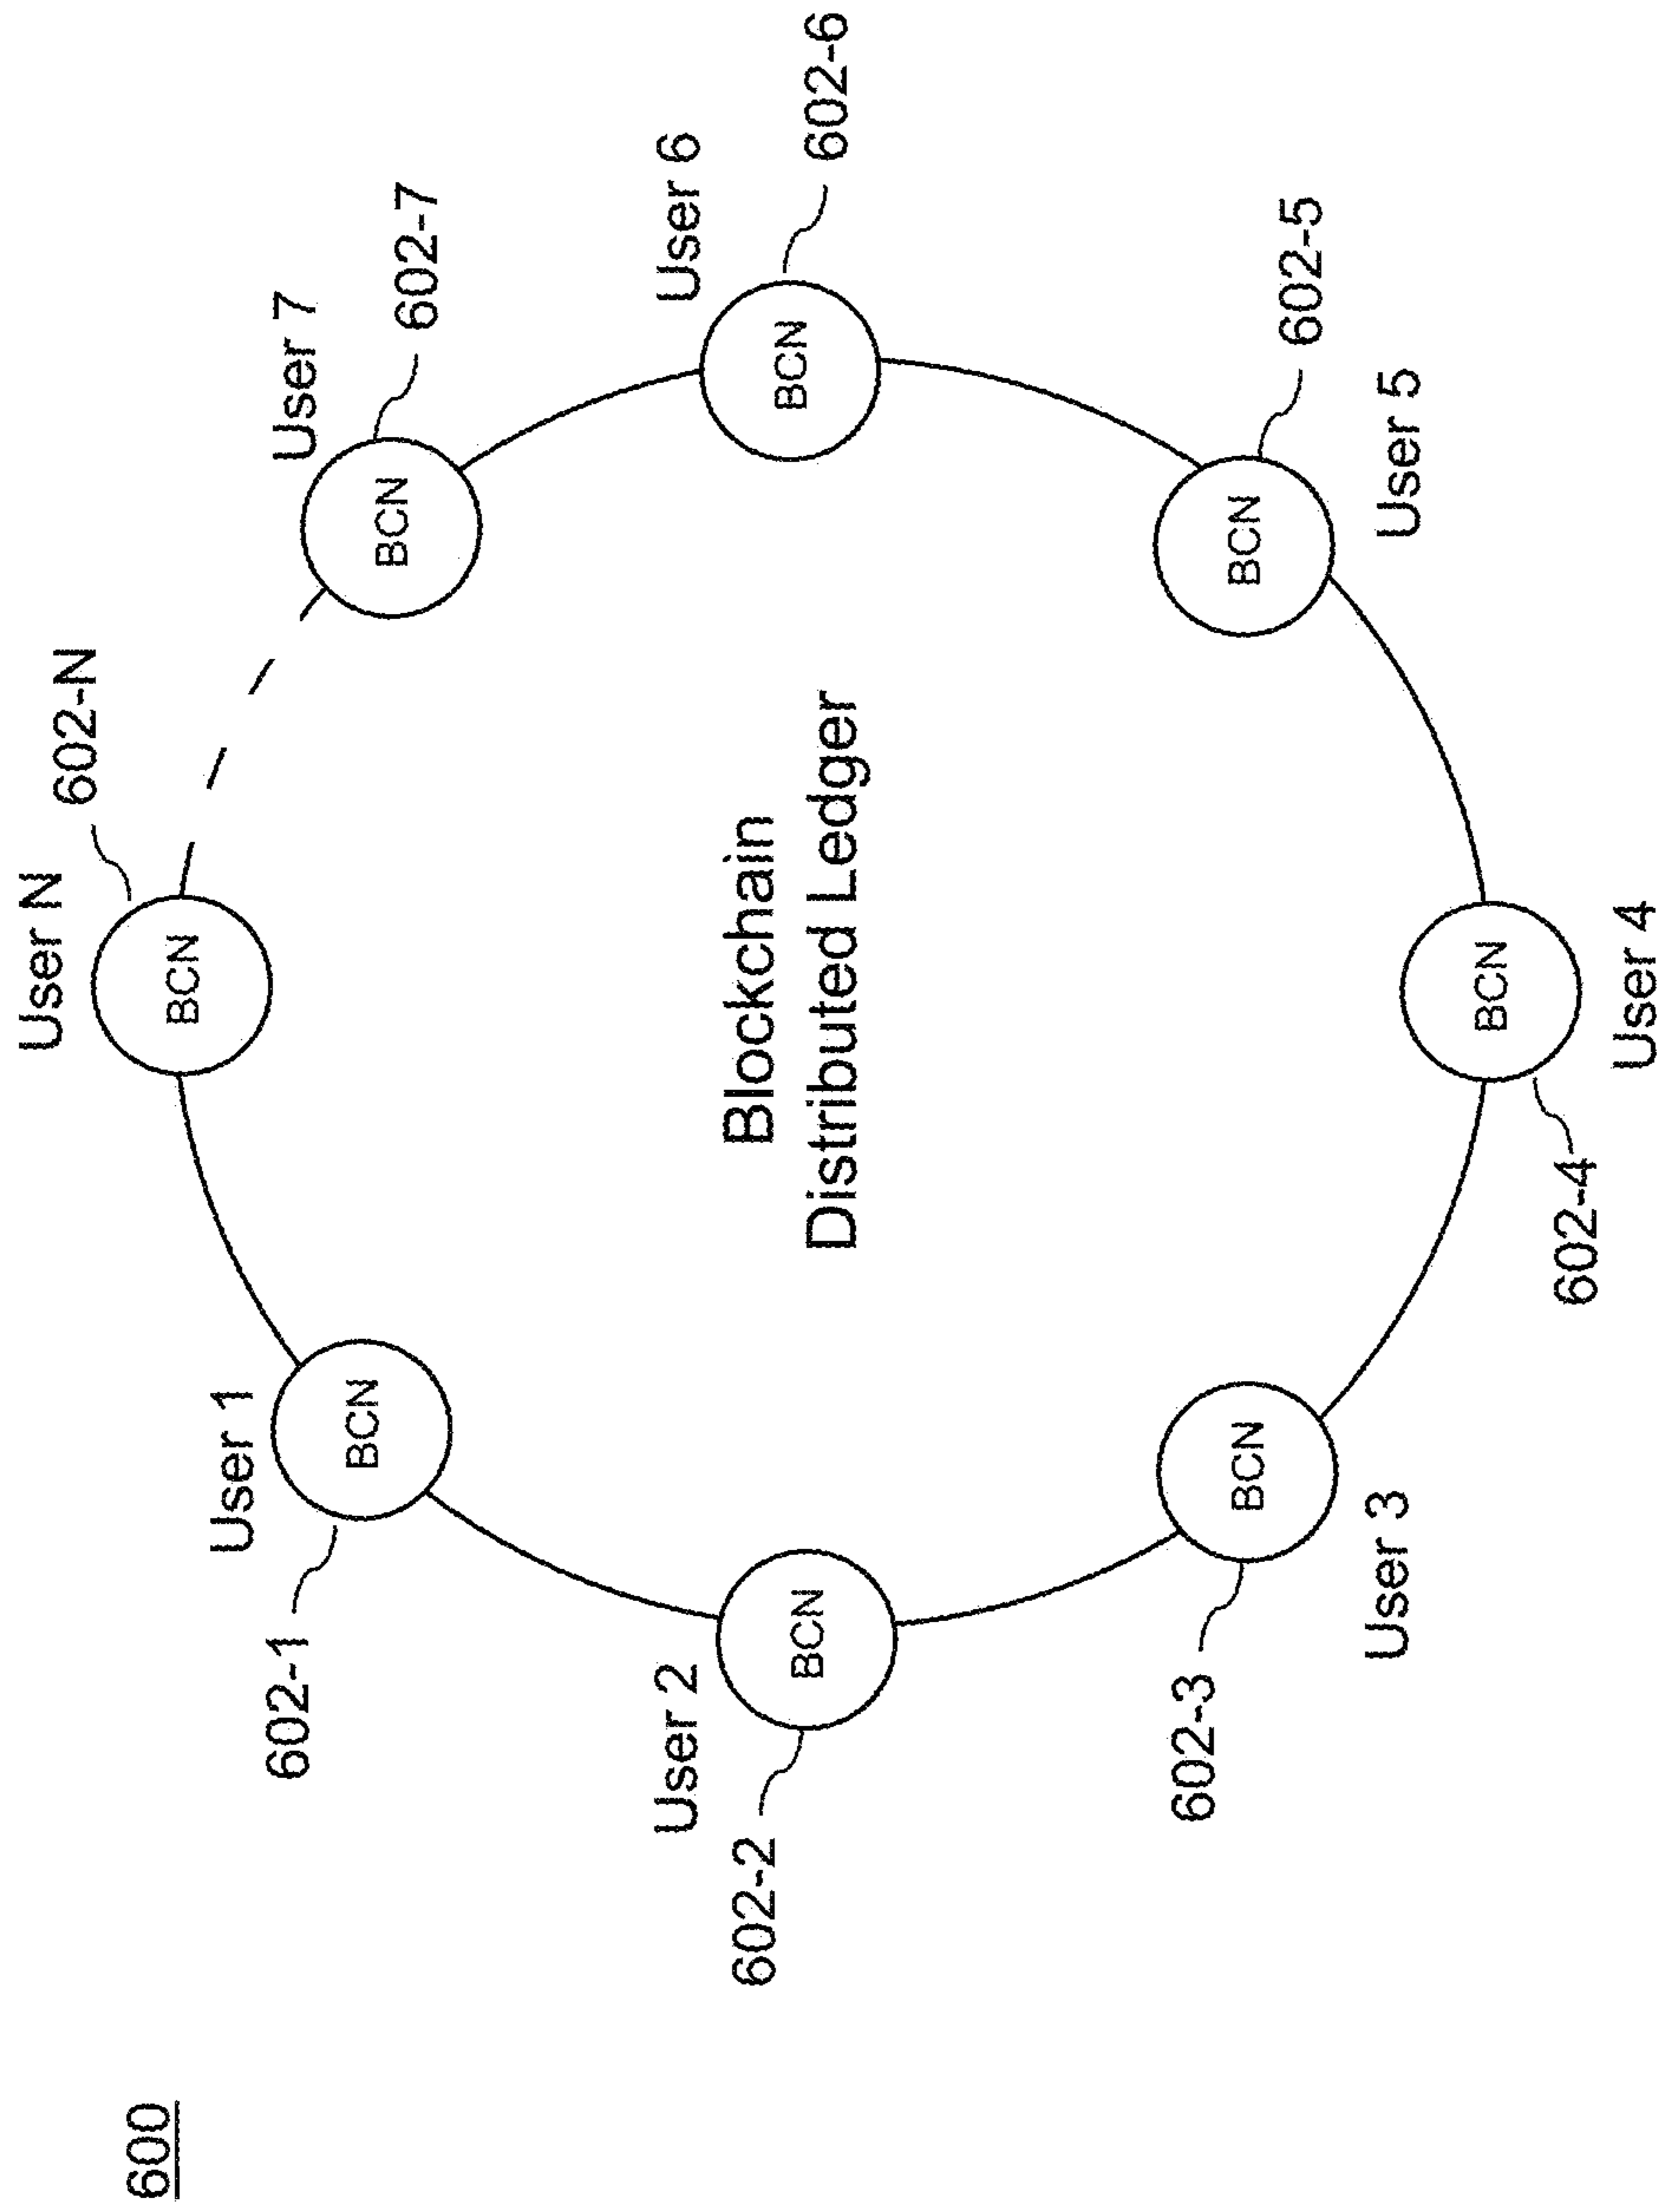 600
User N
602-N
BCN
User 1
602-1
BCN
User 7
602-7
BCN
User 2
602-2
BCN
Blockchain
Distributed Ledger
User 6
602-6
BCN
602-3
BCN
User 3
602-5
BCN
User 5
BCN
602-4
User 4